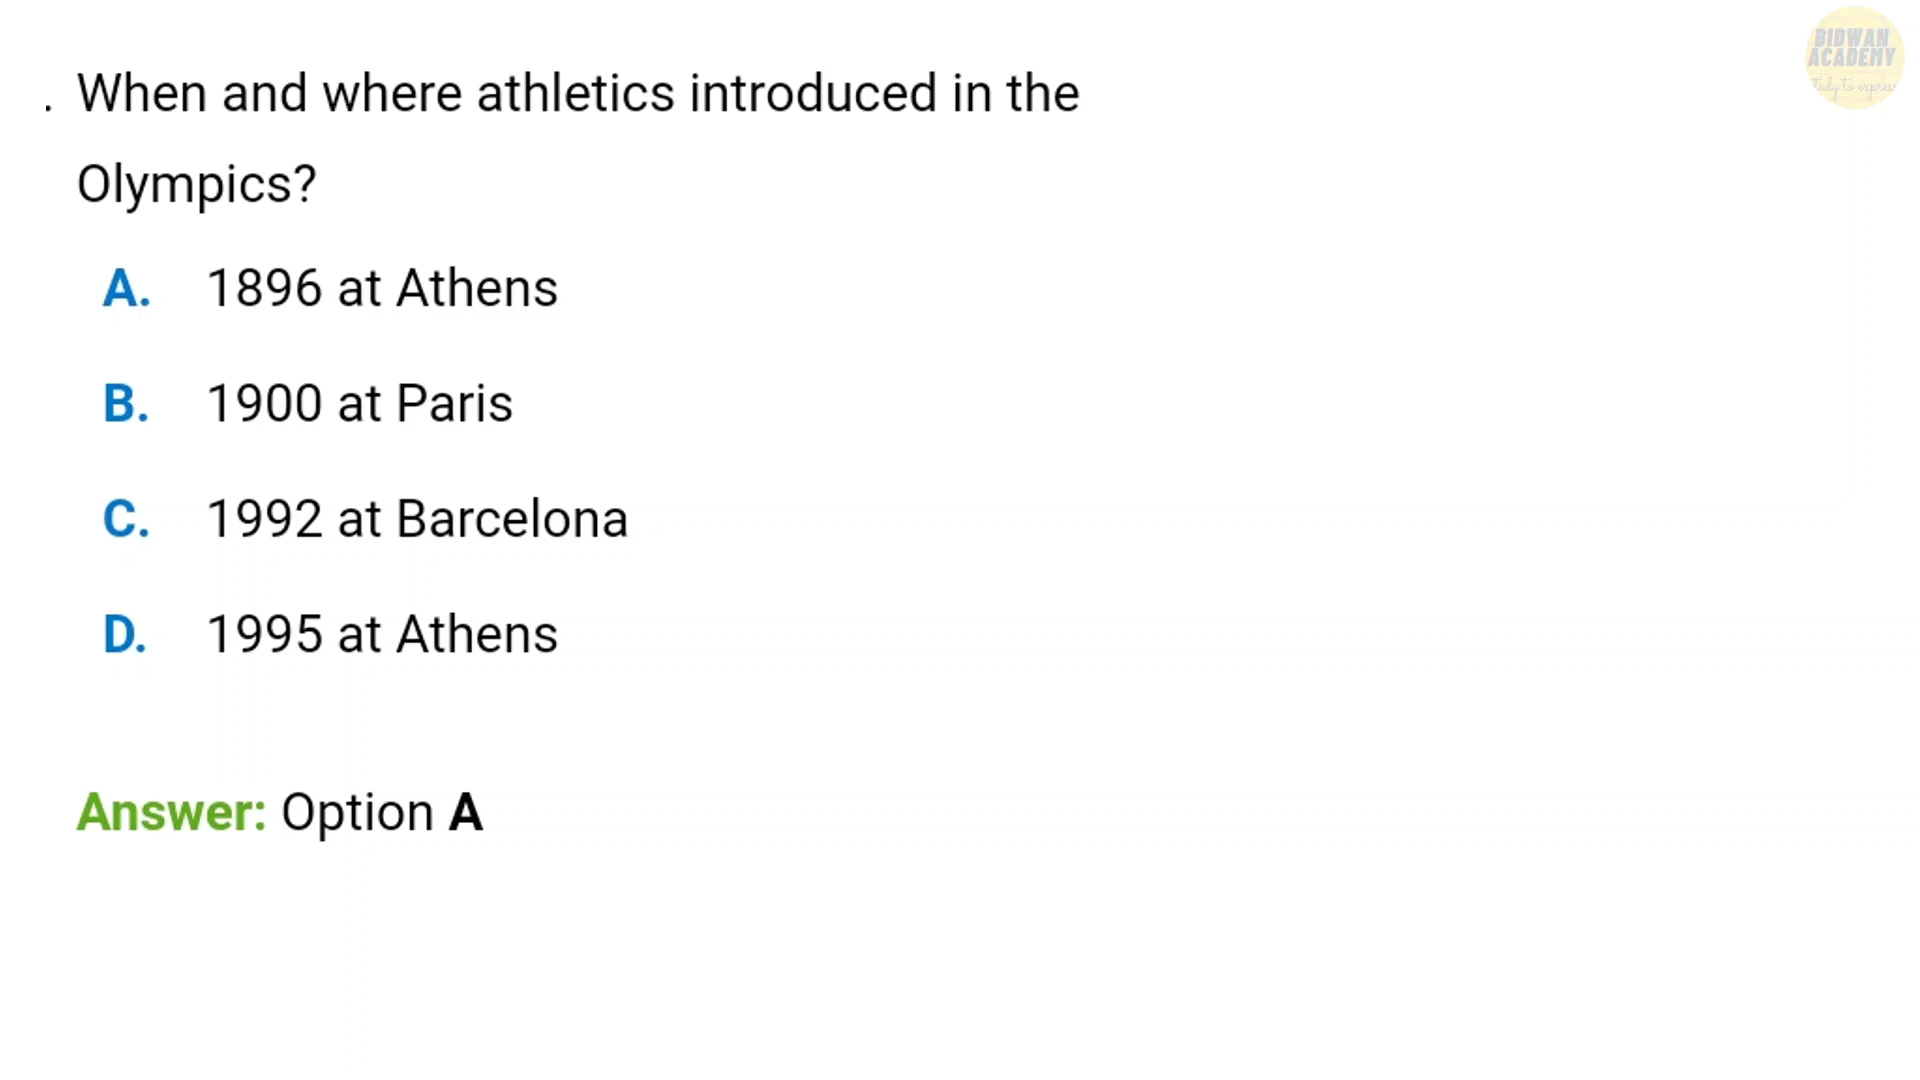 BIDWAN
ACADEMY
. When and where athletics introduced in the
Olympics?
A. 1896 at Athens
B. 1900 at Paris
C. 1992 at Barcelona
D. 1995 at Athens
Answer: Option A